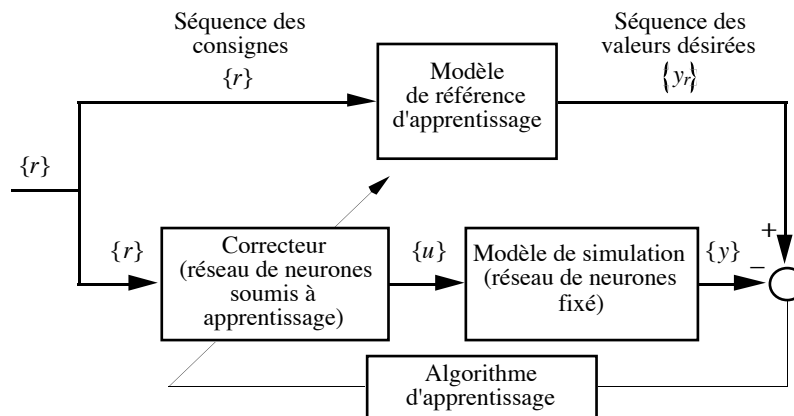 Séquence des
consignes
{r}
Séquence des
valeurs désirées
{y_r}
Modèle
de référence
d'apprentissage
{r}
+
{r}
Correcteur
(réseau de neurones
soumis à
apprentissage)
{u}
Modèle de simulation
(réseau de neurones
fixé)
{y}
−
Algorithme
d'apprentissage